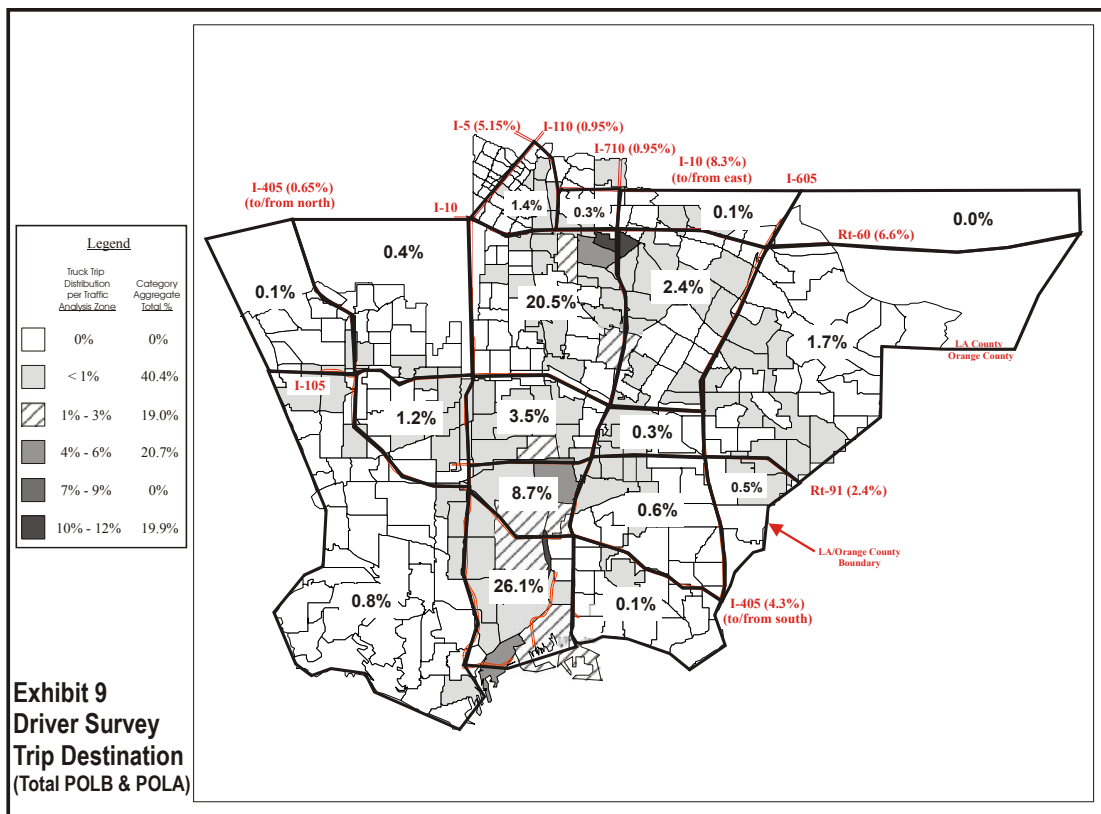 I-5 (5.15%)
I-110 (0.95%)
I-710 (0.95%)
I-10 (8.3%)
(to/from east)
I-605
I-405 (0.65%)
(to/from north)
I-10
1.4%
0.3%
0.1%
0.0%
Rt-60 (6.6%)
0.4%
0.1%
20.5%
2.4%
1.7%
LA County
Orange County
I-105
1.2%
3.5%
0.3%
0.5%
Rt-91 (2.4%)
8.7%
0.6%
LA/Orange County
Boundary
26.1%
0.8%
0.1%
I-405 (4.3%)
(to/from south)
Legend
Truck Trip
Distribution
per Traffic
Analysis Zone
Category
Aggregate
Total %
0% 0%
< 1% 40.4%
1% - 3% 19.0%
4% - 6% 20.7%
7% - 9% 0%
10% - 12% 19.9%
Exhibit 9
Driver Survey
Trip Destination
(Total POLB & POLA)